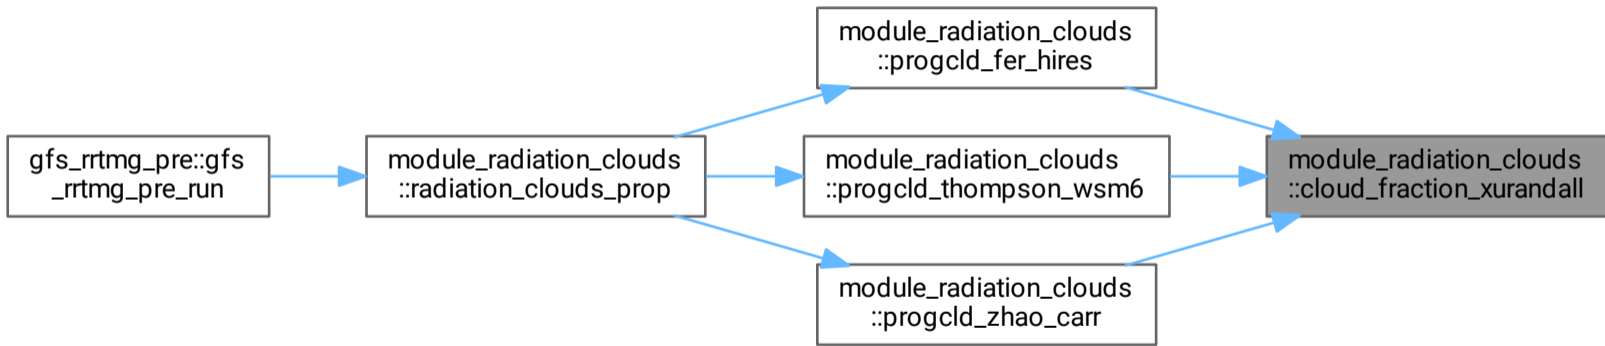 gfs_rrtmg_pre::gfs
_rrtmg_pre_run
module_radiation_clouds
::radiation_clouds_prop
module_radiation_clouds
::progcld_fer_hires
module_radiation_clouds
::progcld_thompson_wsm6
module_radiation_clouds
::progcld_zhao_carr
module_radiation_clouds
::cloud_fraction_xurandall